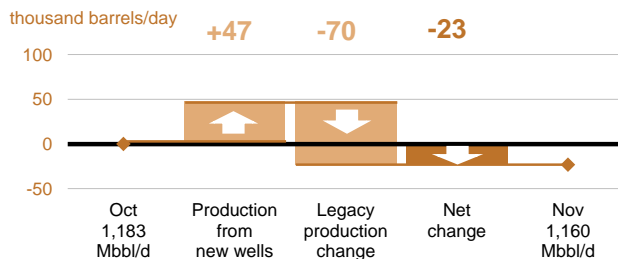 thousand barrels/day
+47 -70 -23
100
50
0
-50
Oct
1,183
Mbbl/d
Production
from
new wells
Legacy
production
change
Net
change
Nov
1,160
Mbbl/d